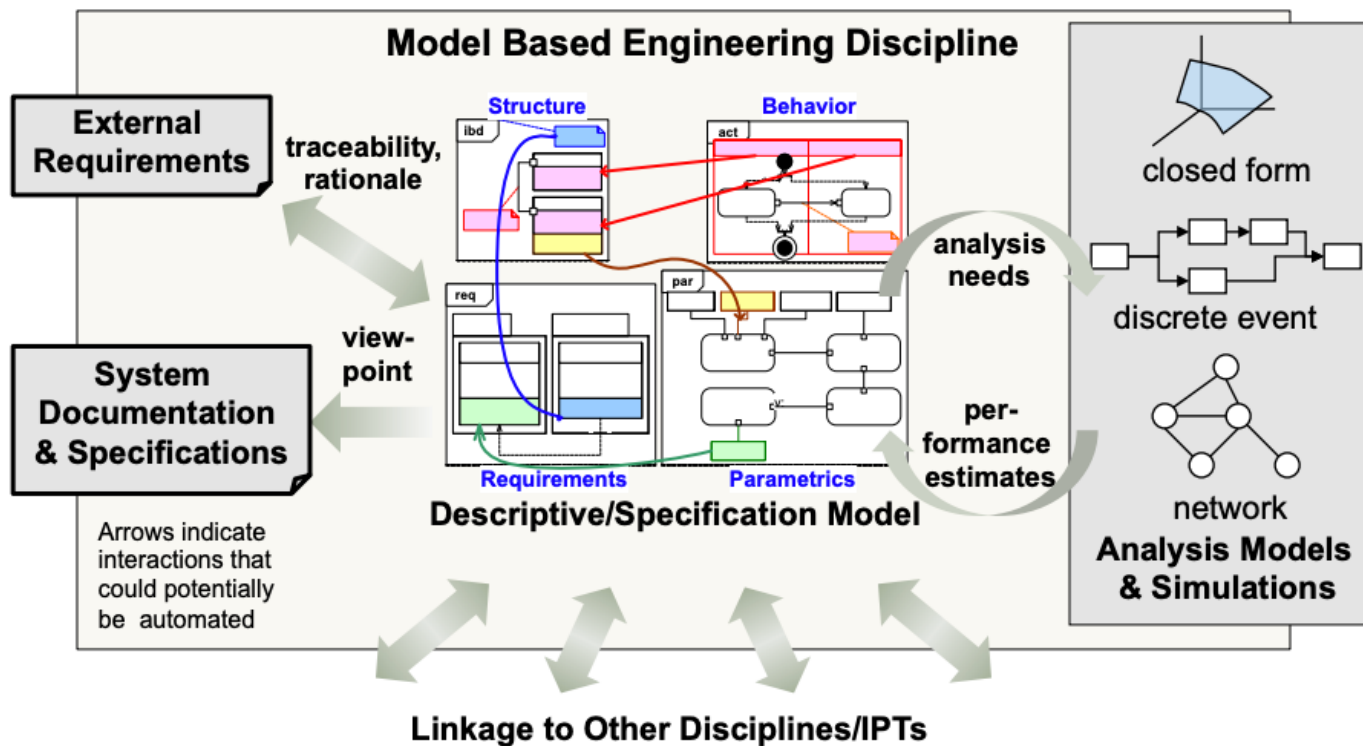 Model Based Engineering Discipline
External
Requirements
traceability,
rationale
Structure
ibd
Behavior
act
closed form
analysis
needs
discrete event
req
par
view-
point
System
Documentation
& Specifications
per-
formance
estimates
network
Requirements
Parametrics
Descriptive/Specification Model
Analysis Models
& Simulations
Arrows indicate
interactions that
could potentially
be automated
Linkage to Other Disciplines/IPTs